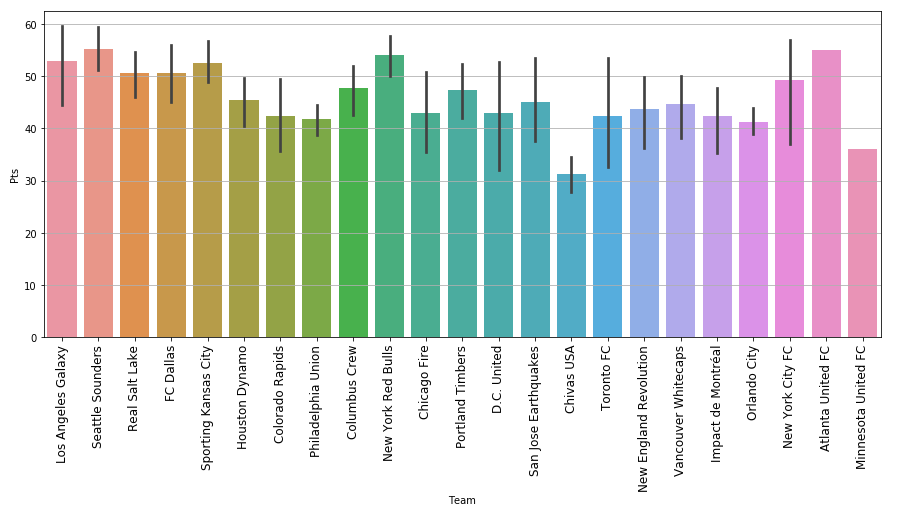 60
50
40
30
20
10
0
Pts
Los Angeles Galaxy
Seattle Sounders
Real Salt Lake
FC Dallas
Sporting Kansas City
Houston Dynamo
Colorado Rapids
Philadelphia Union
Columbus Crew
New York Red Bulls
Chicago Fire
Portland Timbers
D.C. United
San Jose Earthquakes
Chivas USA
Toronto FC
New England Revolution
Vancouver Whitecaps
Impact de Montréal
Orlando City
New York City FC
Atlanta United FC
Minnesota United FC
Team